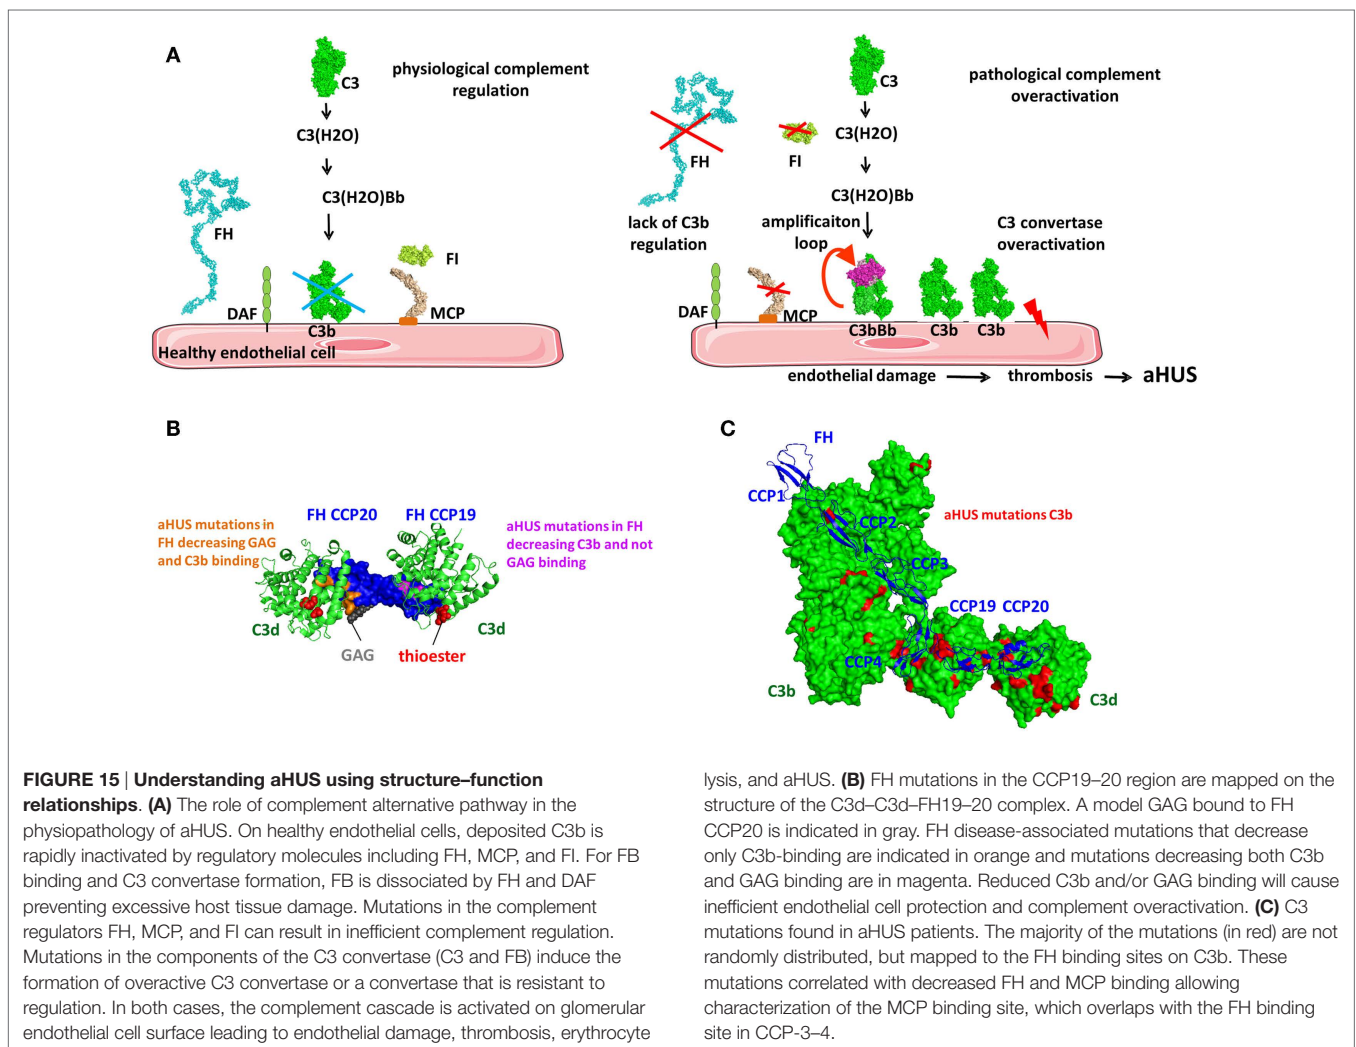 A
C3
physiological complement
regulation
C3(H2O)
C3(H2O)Bb
FH
FI
DAF
C3b
MCP
Healthy endothelial cell
C3
pathological complement
overactivation
C3(H2O)
FH
FI
C3(H2O)Bb
lack of C3b
regulation
amplificaiton
loop
C3 convertase
overactivation
DAF
MCP
C3bBb
C3b
C3b
endothelial damage
thrombosis
aHUS
B
FH CCP20
FH CCP19
aHUS mutations in
FH decreasing GAG
and C3b binding
aHUS mutations in FH
decreasing C3b and not
GAG binding
C3d
GAG
thioester
C3d
C
FH
CCP1
CCP2
aHUS mutations C3b
CCP3
CCP19
CCP20
CCP4
C3b
C3d
FIGURE 15 | Understanding aHUS using structure–function
relationships. (A) The role of complement alternative pathway in the
physiopathology of aHUS. On healthy endothelial cells, deposited C3b is
rapidly inactivated by regulatory molecules including FH, MCP, and FI. For FB
binding and C3 convertase formation, FB is dissociated by FH and DAF
preventing excessive host tissue damage. Mutations in the complement
regulators FH, MCP, and FI can result in inefficient complement regulation.
Mutations in the components of the C3 convertase (C3 and FB) induce the
formation of overactive C3 convertase or a convertase that is resistant to
regulation. In both cases, the complement cascade is activated on glomerular
endothelial cell surface leading to endothelial damage, thrombosis, erythrocyte
lysis, and aHUS. (B) FH mutations in the CCP19–20 region are mapped on the
structure of the C3d–C3d–FH19–20 complex. A model GAG bound to FH
CCP20 is indicated in gray. FH disease-associated mutations that decrease
only C3b-binding are indicated in orange and mutations decreasing both C3b
and GAG binding are in magenta. Reduced C3b and/or GAG binding will cause
inefficient endothelial cell protection and complement overactivation. (C) C3
mutations found in aHUS patients. The majority of the mutations (in red) are not
randomly distributed, but mapped to the FH binding sites on C3b. These
mutations correlated with decreased FH and MCP binding allowing
characterization of the MCP binding site, which overlaps with the FH binding
site in CCP-3–4.